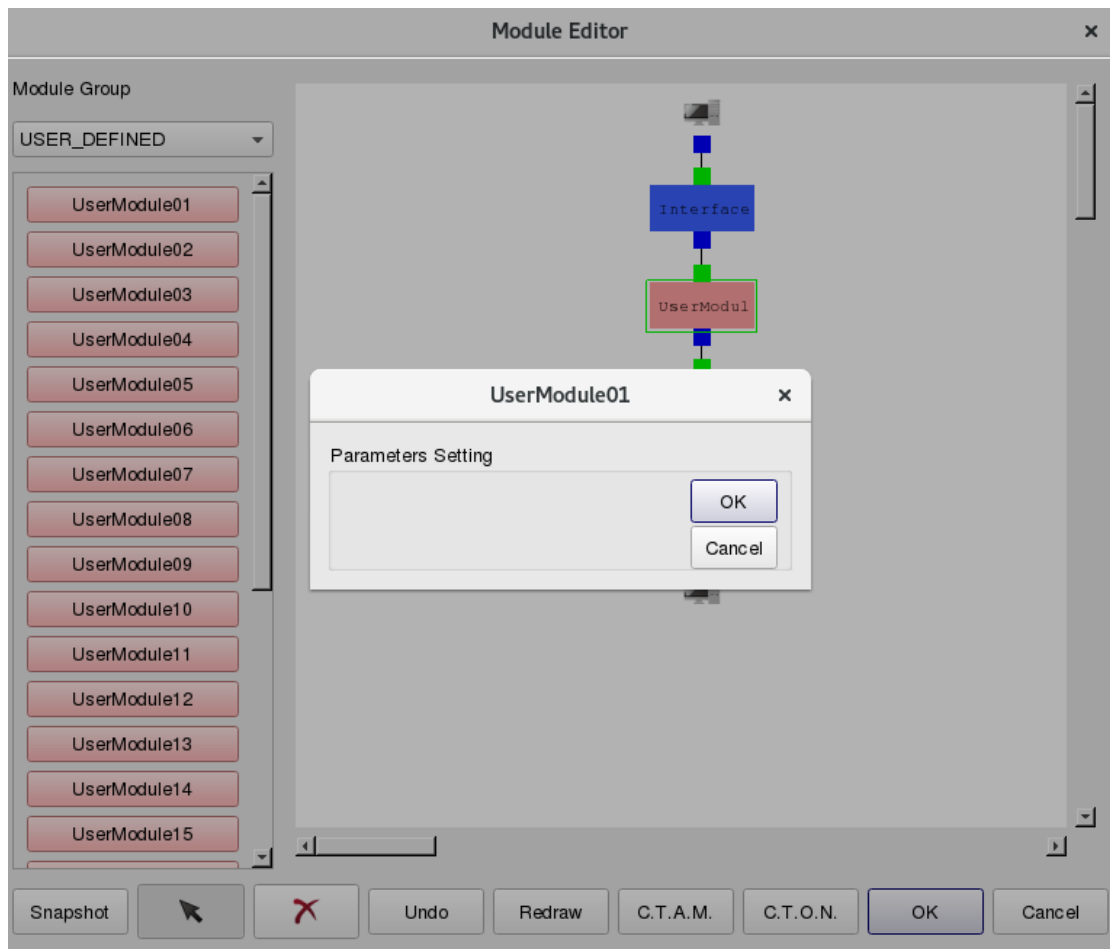 Module Editor
Module Group
USER_DEFINED
UserModule01
UserModule02
UserModule03
UserModule04
UserModule05
UserModule06
UserModule07
UserModule08
UserModule09
UserModule10
UserModule11
UserModule12
UserModule13
UserModule14
UserModule15
Interface
UserModul
UserModule01
Parameters Setting
OK
Cancel
Snapshot
Undo
Redraw
C.T.A.M.
C.T.O.N.
OK
Cancel